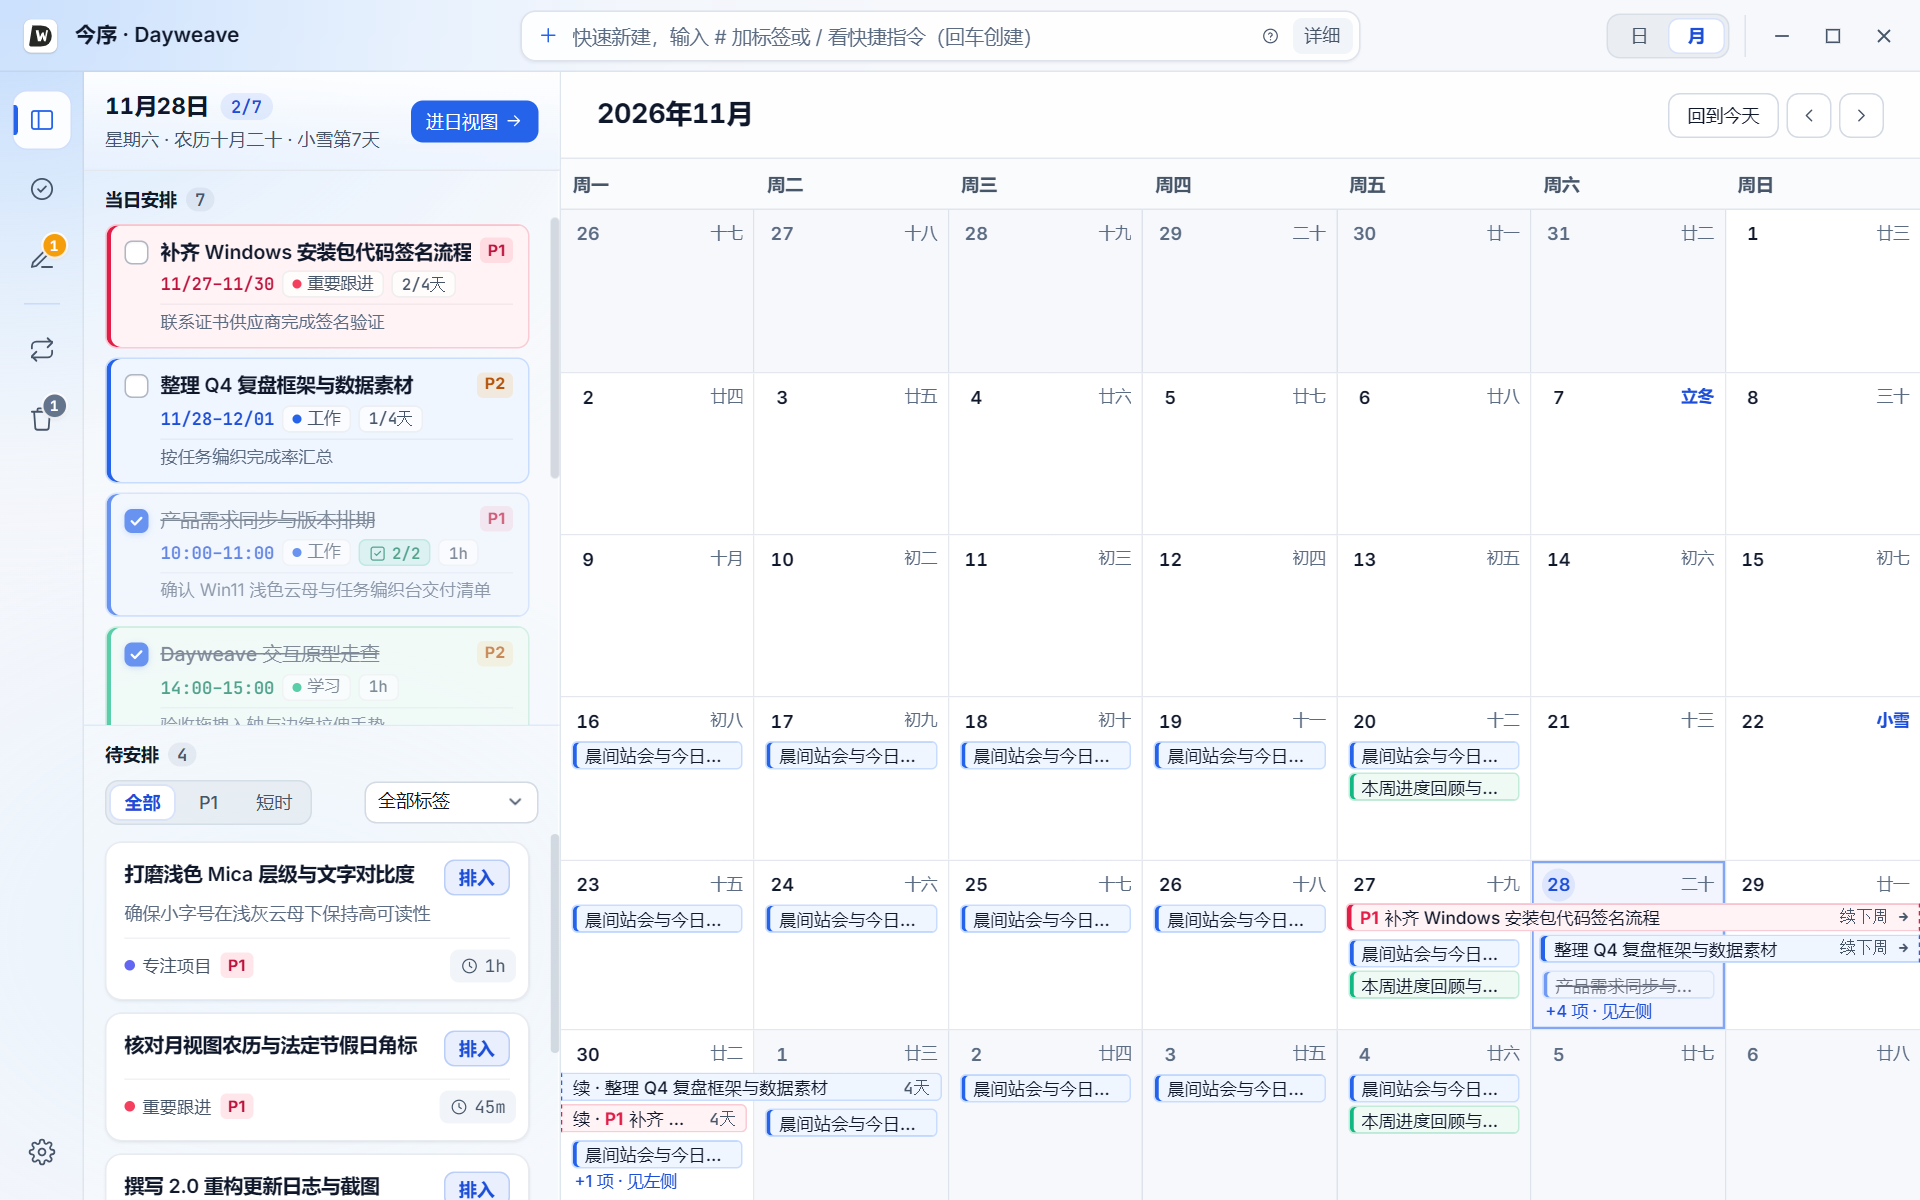 今序 · Dayweave
快速新建，输入 # 加标签或 / 看快捷指令（回车创建）
详细
日
月
1
1
11月28日
2/7
星期六 · 农历十月二十 · 小雪第7天
进日视图 →
当日安排 7
补齐 Windows 安装包代码签名流程 P1
11/27-11/30 重要跟进 2/4天
联系证书供应商完成签名验证
整理 Q4 复盘框架与数据素材 P2
11/28-12/01 工作 1/4天
按任务编织完成率汇总
产品需求同步与版本排期 P1
10:00-11:00 工作 2/2 1h
确认 Win11 浅色云母与任务编织台交付清单
Dayweave 交互原型走查 P2
14:00-15:00 学习 1h
验收拖拽入轴与边缘拉伸手势
待安排 4
全部 P1 短时
全部标签
打磨浅色 Mica 层级与文字对比度 排入
确保小字号在浅灰云母下保持高可读性
专注项目 P1 1h
核对月视图农历与法定节假日角标 排入
重要跟进 P1 45m
撰写 2.0 重构更新日志与截图 排入
2026年11月
回到今天
周一 周二 周三 周四 周五 周六 周日
26 十七 27 十八 28 十九 29 二十 30 廿一 31 廿二 1 廿三
2 廿四 3 廿五 4 廿六 5 廿七 6 廿八 7 立冬 8 三十
9 十月 10 初二 11 初三 12 初四 13 初五 14 初六 15 初七
16 初八 17 初九 18 初十 19 十一 20 十二 21 十三 22 小雪
晨间站会与今日... 晨间站会与今日... 晨间站会与今日... 晨间站会与今日... 晨间站会与今日...
本周进度回顾与...
23 十五 24 十六 25 十七 26 十八 27 十九 28 二十 29 廿一
晨间站会与今日... 晨间站会与今日... 晨间站会与今日... 晨间站会与今日... P1 补齐 Windows 安装包代码签名流程 续下周 →
晨间站会与今日... 整理 Q4 复盘框架与数据素材 续下周 →
本周进度回顾与... 产品需求同步与...
+4 项 · 见左侧
30 廿二 1 廿三 2 廿四 3 廿五 4 廿六 5 廿七 6 廿八
续 · 整理 Q4 复盘框架与数据素材 4天 晨间站会与今日... 晨间站会与今日... 晨间站会与今日...
续 · P1 补齐 ... 4天 晨间站会与今日... 本周进度回顾与...
晨间站会与今日...
+1 项 · 见左侧